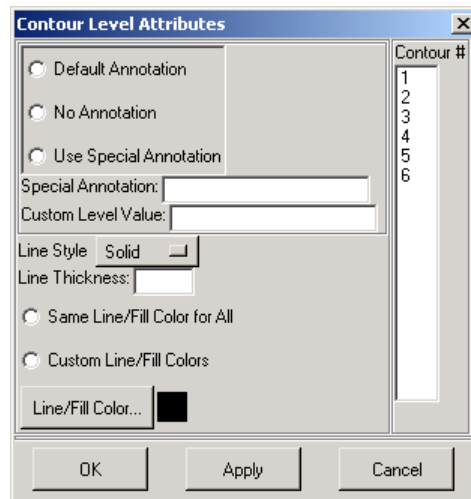 Contour Level Attributes
Default Annotation
No Annotation
Use Special Annotation
Special Annotation:
Custom Level Value:
Line Style Solid
Line Thickness:
Same Line/Fill Color for All
Custom Line/Fill Colors
Line/Fill Color...
Contour #
1
2
3
4
5
6
OK Apply Cancel